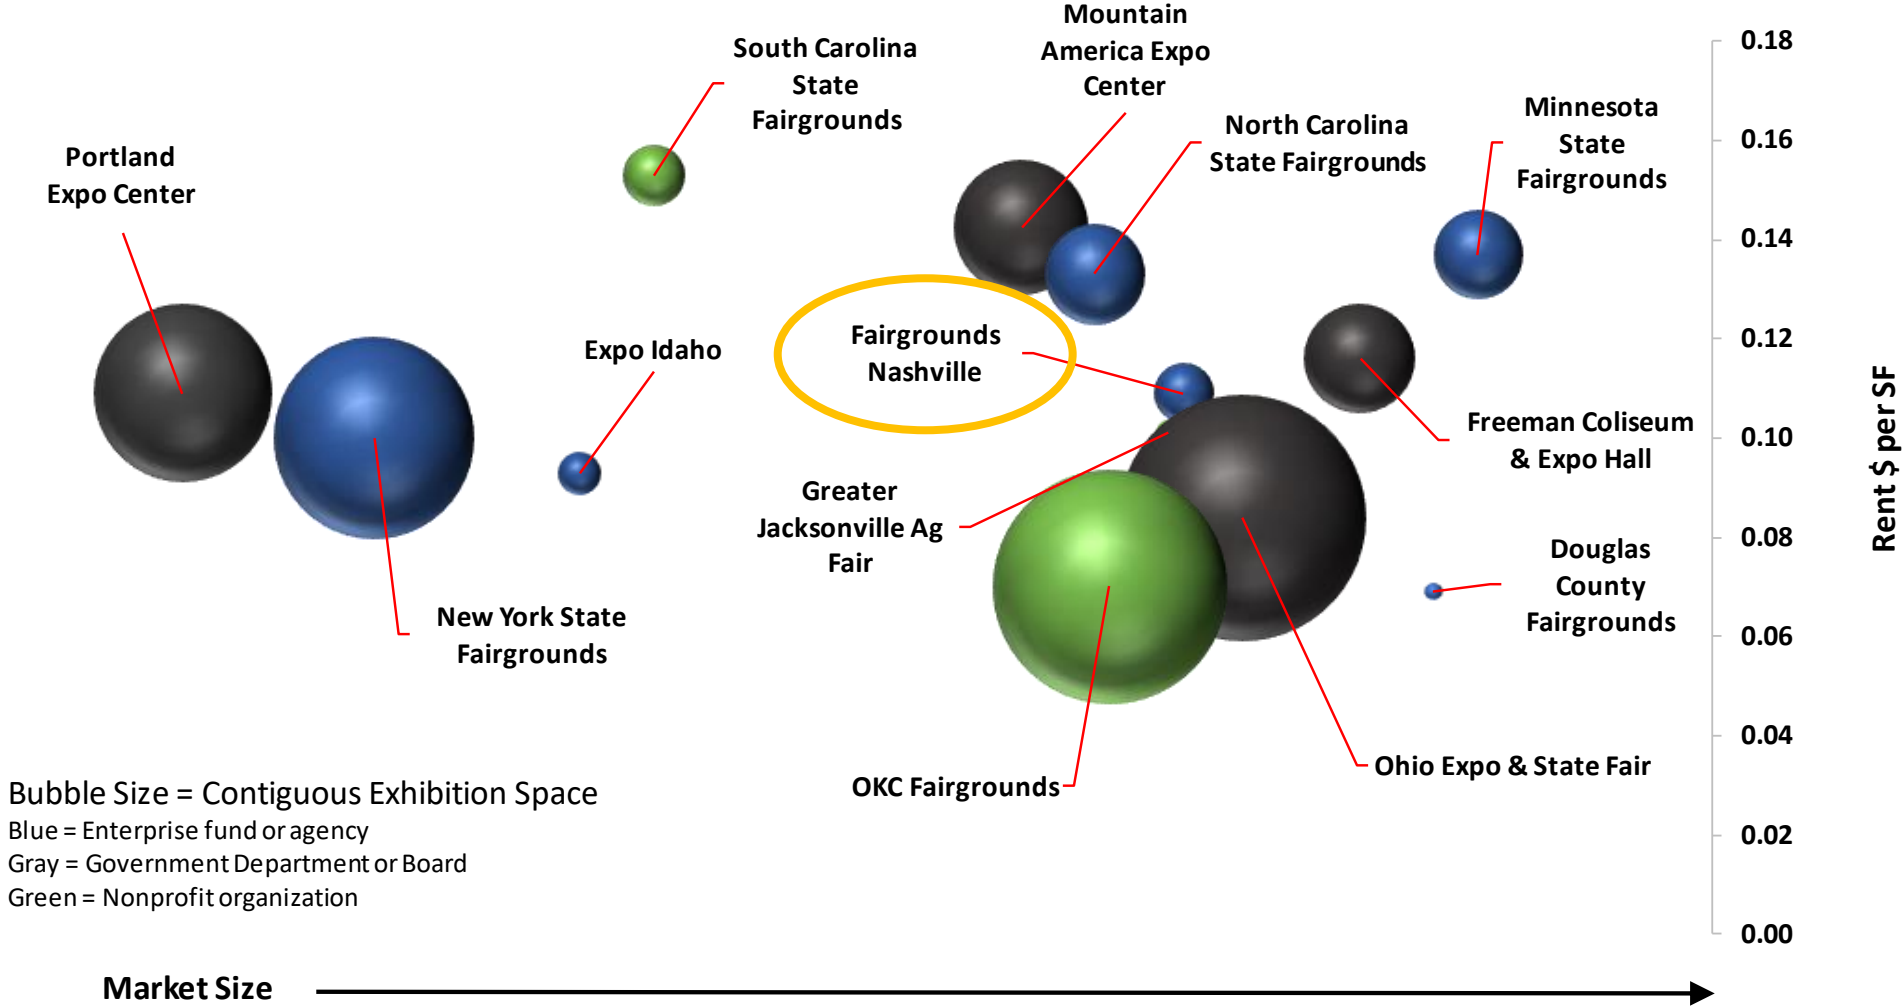 Mountain
America Expo
Center
South Carolina
State
Fairgrounds
North Carolina
State Fairgrounds
Minnesota
State
Fairgrounds
Portland
Expo Center
Expo Idaho
Fairgrounds
Nashville
Freeman Coliseum
& Expo Hall
Greater
Jacksonville Ag
Fair
Douglas
County
Fairgrounds
New York State
Fairgrounds
OKC Fairgrounds
Ohio Expo & State Fair
0.18
0.16
0.14
0.12
0.10
0.08
0.06
0.04
0.02
0.00
Rent $ per SF
Bubble Size = Contiguous Exhibition Space
Blue = Enterprise fund or agency
Gray = Government Department or Board
Green = Nonprofit organization
Market Size